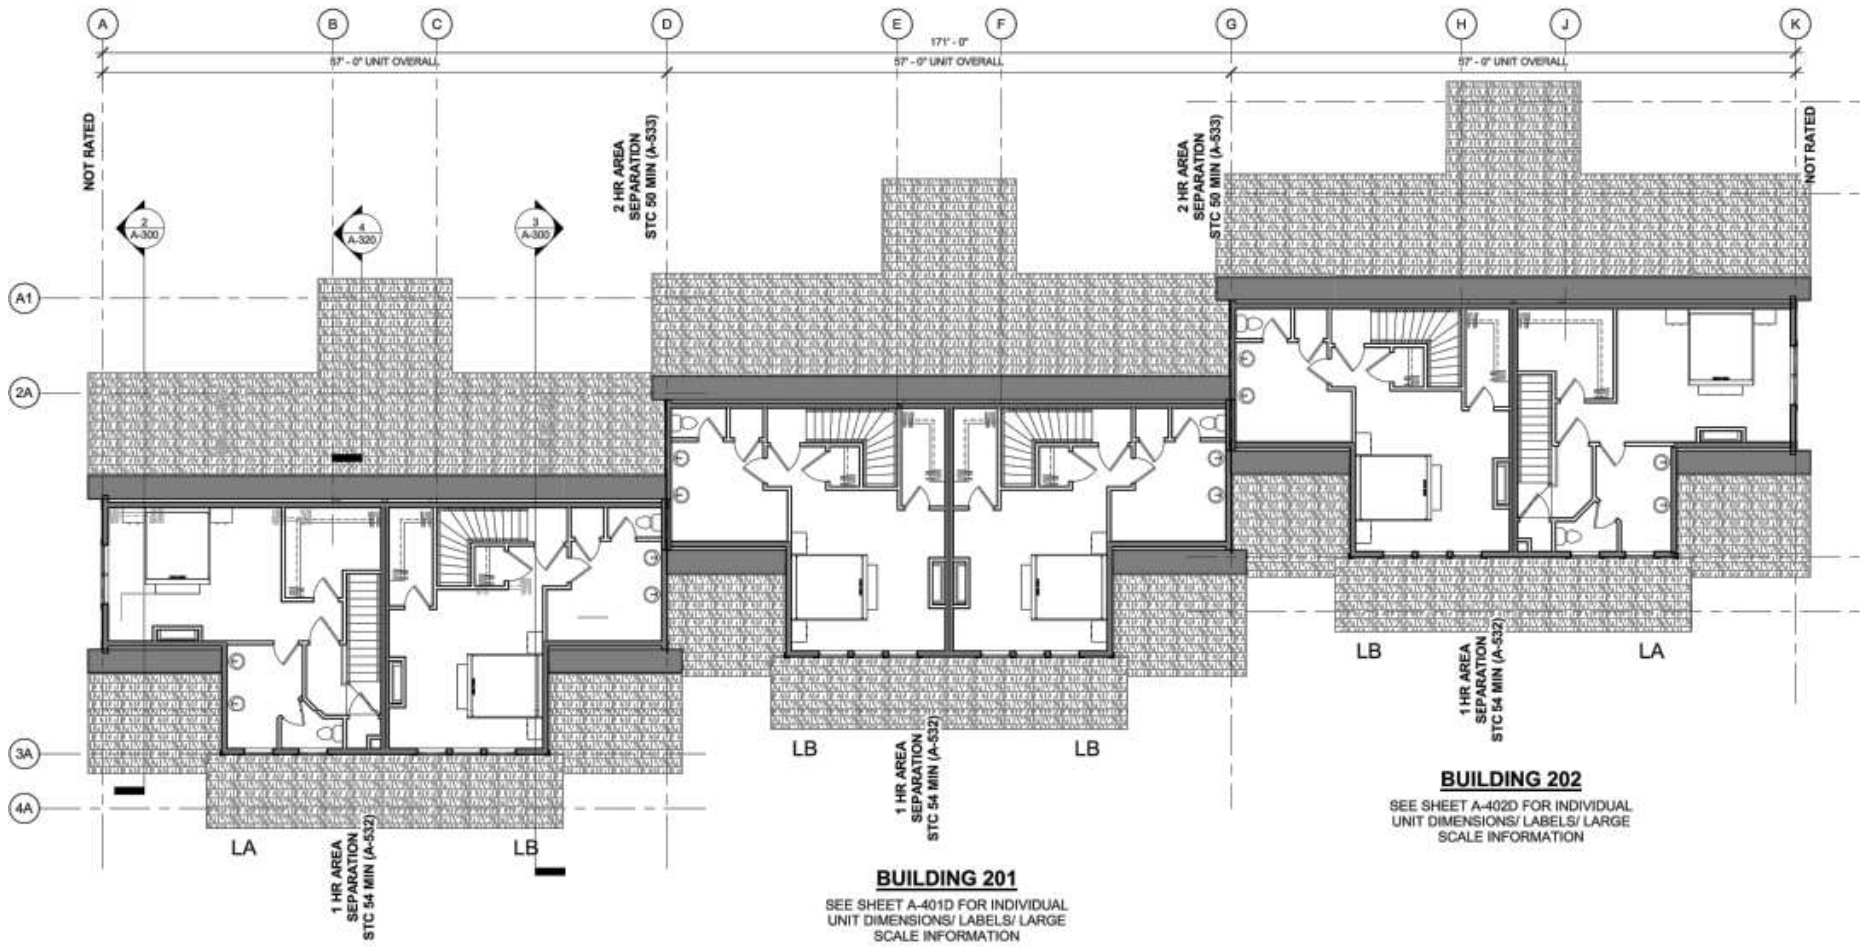 A B C D E F G H J K
171' - 0"
57' - 0" UNIT OVERALL 57' - 0" UNIT OVERALL 57' - 0" UNIT OVERALL
NOT RATED
2 HR AREA
SEPARATION
STC 50 MIN (A-533)
2 HR AREA
SEPARATION
STC 50 MIN (A-533)
NOT RATED
2
A-300
4
A-320
3
A-300
A1
2A
3A
4A
LA
1 HR AREA
SEPARATION
STC 54 MIN (A-532)
LB
LB
1 HR AREA
SEPARATION
STC 54 MIN (A-532)
LB
LB
1 HR AREA
SEPARATION
STC 54 MIN (A-532)
LA
BUILDING 201
SEE SHEET A-401D FOR INDIVIDUAL
UNIT DIMENSIONS/ LABELS/ LARGE
SCALE INFORMATION
BUILDING 202
SEE SHEET A-402D FOR INDIVIDUAL
UNIT DIMENSIONS/ LABELS/ LARGE
SCALE INFORMATION